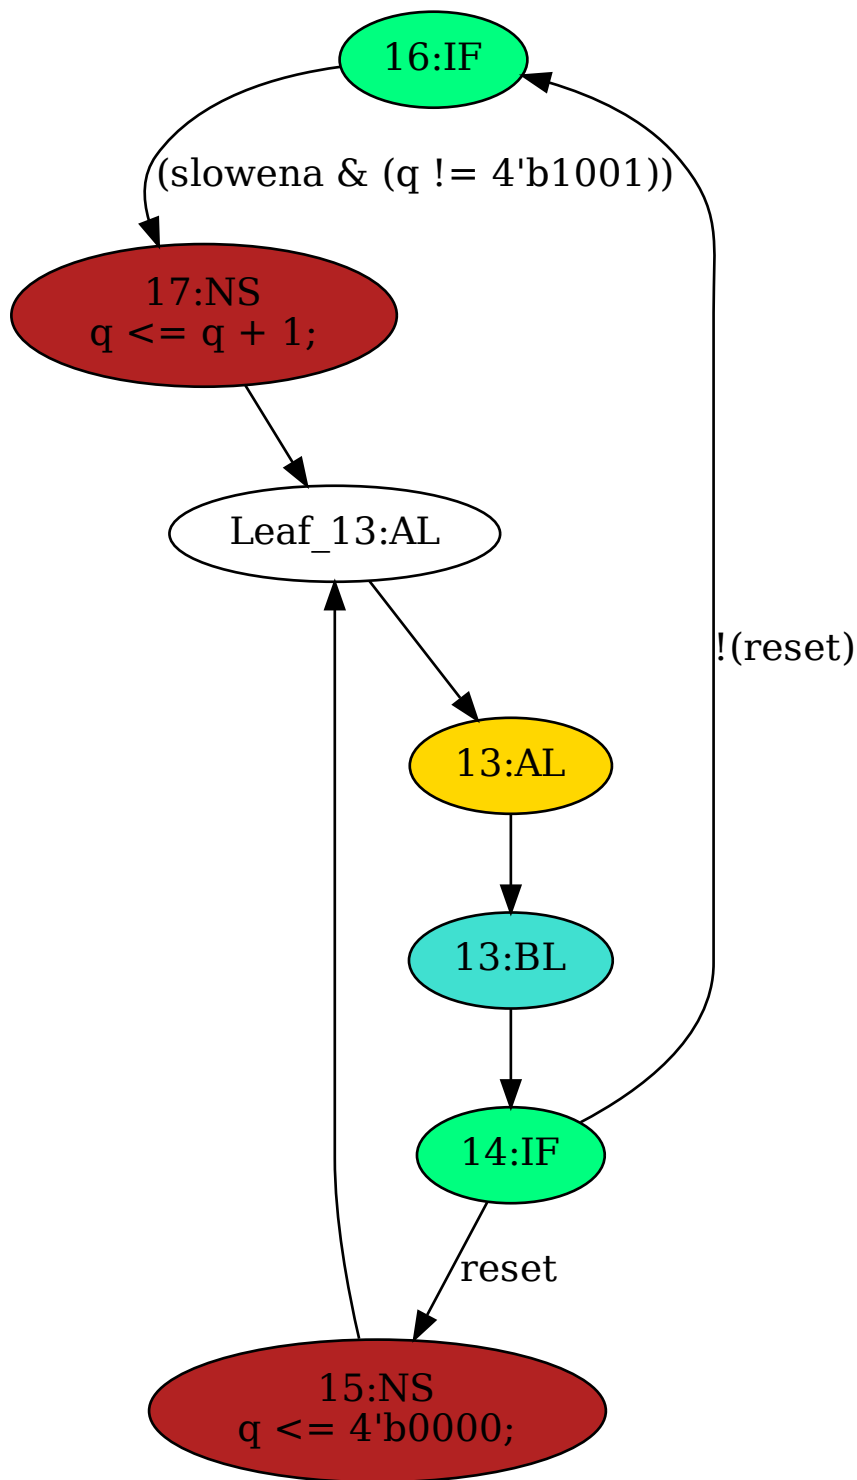 16:IF
(slowena & (q != 4'b1001))
17:NS
q <= q + 1;
Leaf_13:AL
!(reset)
13:AL
13:BL
14:IF
reset
15:NS
q <= 4'b0000;